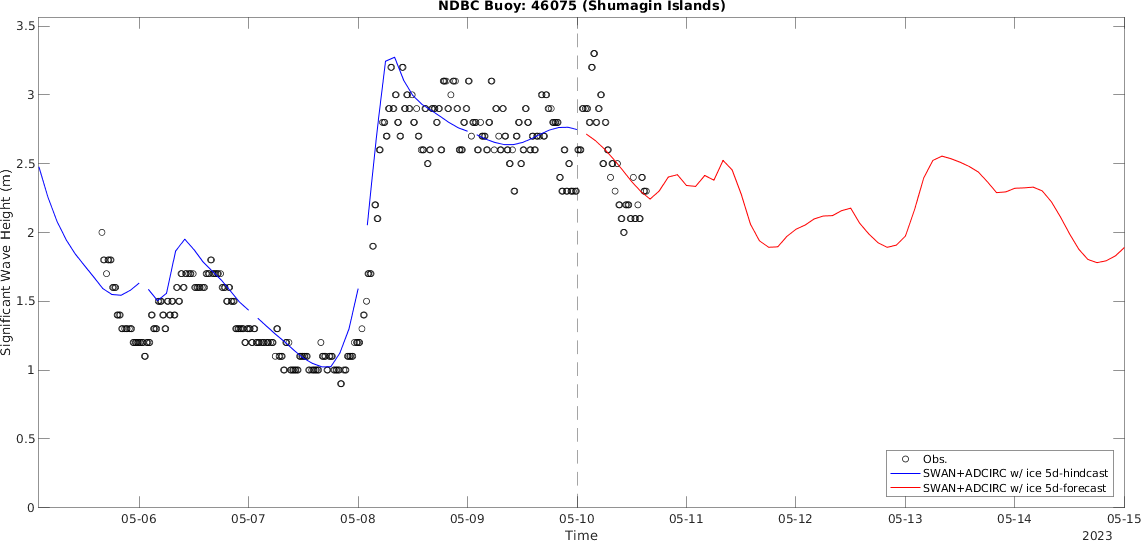 NDBC Buoy: 46075 (Shumagin Islands)
3.5
3
2.5
2
1.5
1
0.5
0
Significant Wave Height (m)
Obs.
SWAN+ADCIRC w/ ice 5d-hindcast
SWAN+ADCIRC w/ ice 5d-forecast
05-06 05-07 05-08 05-09 05-10 05-11 05-12 05-13 05-14 05-15
Time
2023